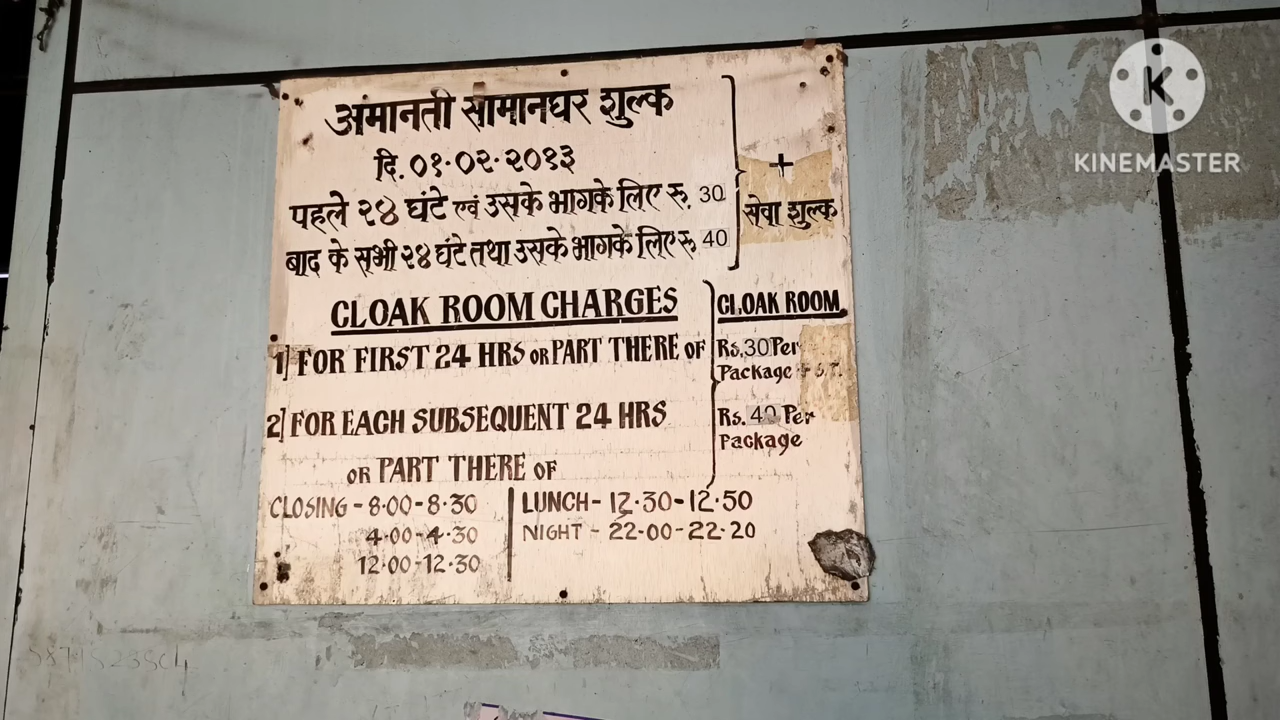 अमानती सामानघर शुल्क
दि. ०१.०२.२०१३
पहले २४ घंटे एवं उसके भागके लिए रु. 30
बाद के सभी २४ घंटे तथा उसके भागके लिए रु. 40
+
सेवा शुल्क
CLOAK ROOM CHARGES
CLOAK ROOM
1] FOR FIRST 24 HRS OR PART THERE OF
Rs.30 Per
Package + S.T.
2] FOR EACH SUBSEQUENT 24 HRS
OR PART THERE OF
Rs. 40 Per
Package
CLOSING - 8.00-8.30
4.00-4.30
12.00-12.30
LUNCH - 12.30-12.50
NIGHT - 22.00-22.20
K
KINEMASTER